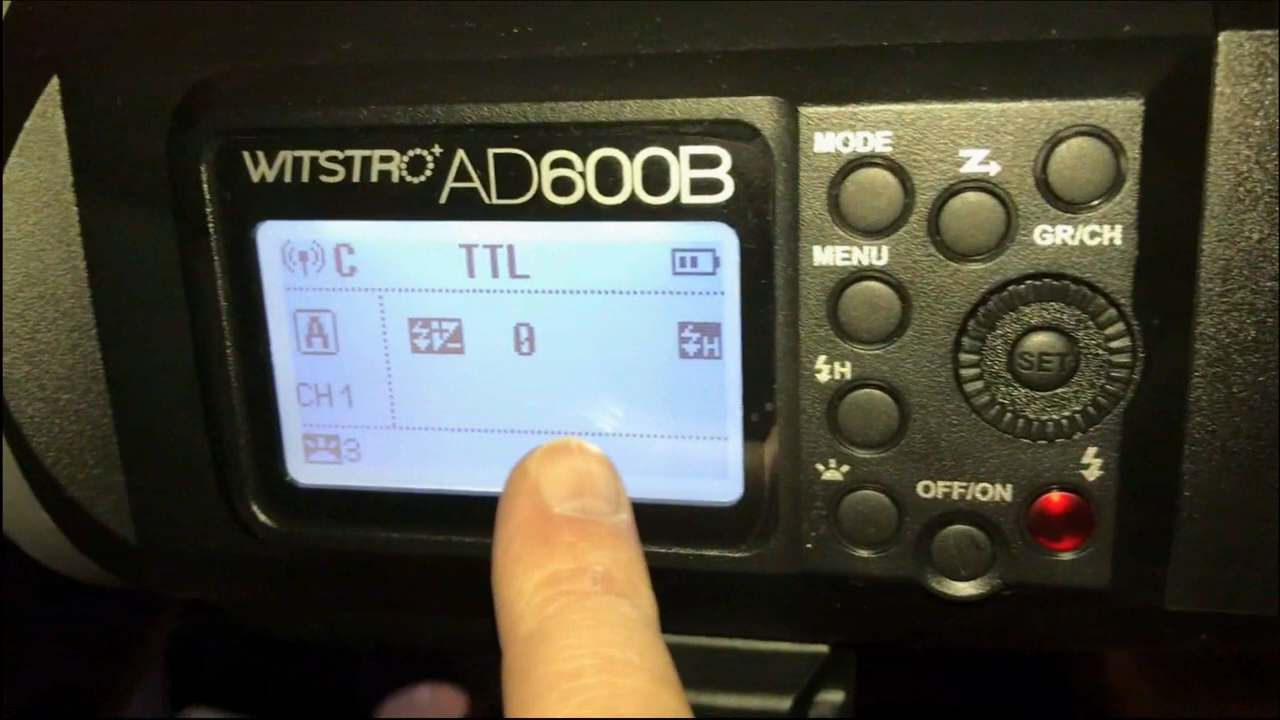 WITSTRO+ AD600B
C TTL
A 0 H
CH 1
3
MODE
Z
GR/CH
MENU
SET
H
OFF/ON